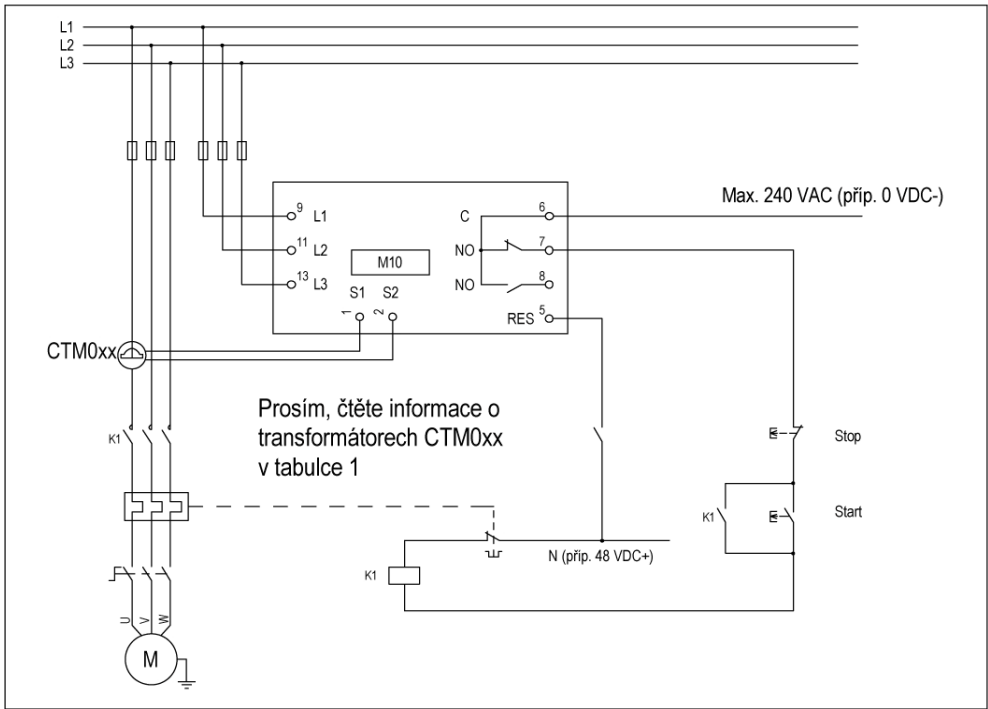 L1
L2
L3
Max. 240 VAC (příp. 0 VDC-)
9 L1
C 6
11 L2
M10
NO 7
13 L3
NO 8
S1 S2
1 2
RES 5
CTM0xx
Prosím, čtěte informace o
transformátorech CTM0xx
v tabulce 1
K1
Stop
K1
Start
N (příp. 48 VDC+)
K1
U V W
M